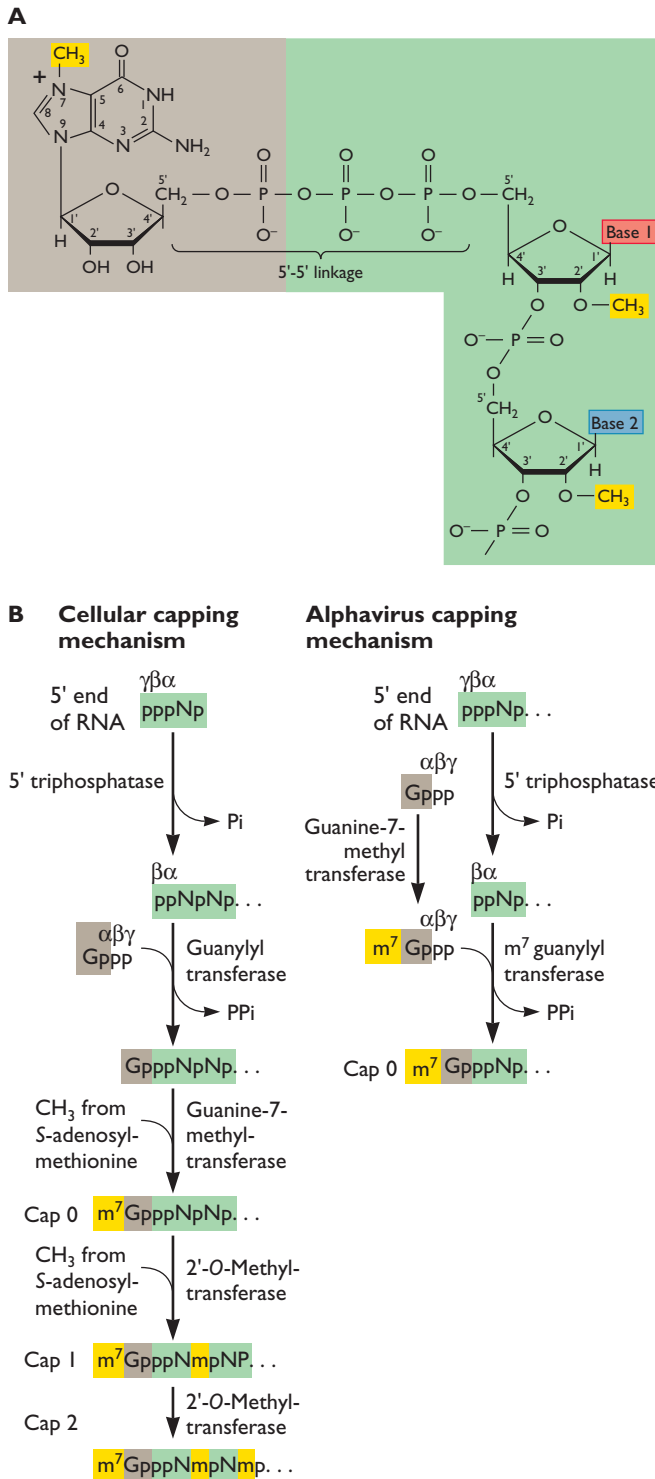 A
CH₃
+
O
N
7
6
5
NH
1
8
9
N
4
3
N
2
NH₂
O
5'
CH₂
O
P
O
O⁻
O
P
O
O⁻
O
P
O
O⁻
O
5'
CH₂
H
1'
2'
3'
4'
OH
OH
5'-5' linkage
O
Base 1
4'
H
3'
2'
1'
H
O
O
CH₃
O⁻
P
O
O
5'
CH₂
O
Base 2
4'
3'
2'
1'
H
O
O
CH₃
O⁻
P
O
B
Cellular capping
mechanism
γβα
5' end
of RNA
pppNp
5' triphosphatase
Pi
βα
ppNpNp. . .
αβγ
Gppp
Guanylyl
transferase
PPi
GpppNpNp. . .
CH₃ from
S-adenosyl-
methionine
Guanine-7-
methyl-
transferase
Cap 0
m⁷GpppNpNp. . .
CH₃ from
S-adenosyl-
methionine
2'-O-Methyl-
transferase
Cap 1
m⁷GpppNmpNP. . .
2'-O-Methyl-
transferase
Cap 2
m⁷GpppNmpNmp. . .
Alphavirus capping
mechanism
γβα
5' end
of RNA
pppNp. . .
αβγ
Gppp
5' triphosphatase
Pi
Guanine-7-
methyl
transferase
βα
ppNp. . .
αβγ
m⁷ Gppp
m⁷ guanylyl
transferase
PPi
Cap 0
m⁷ GpppNp. . .